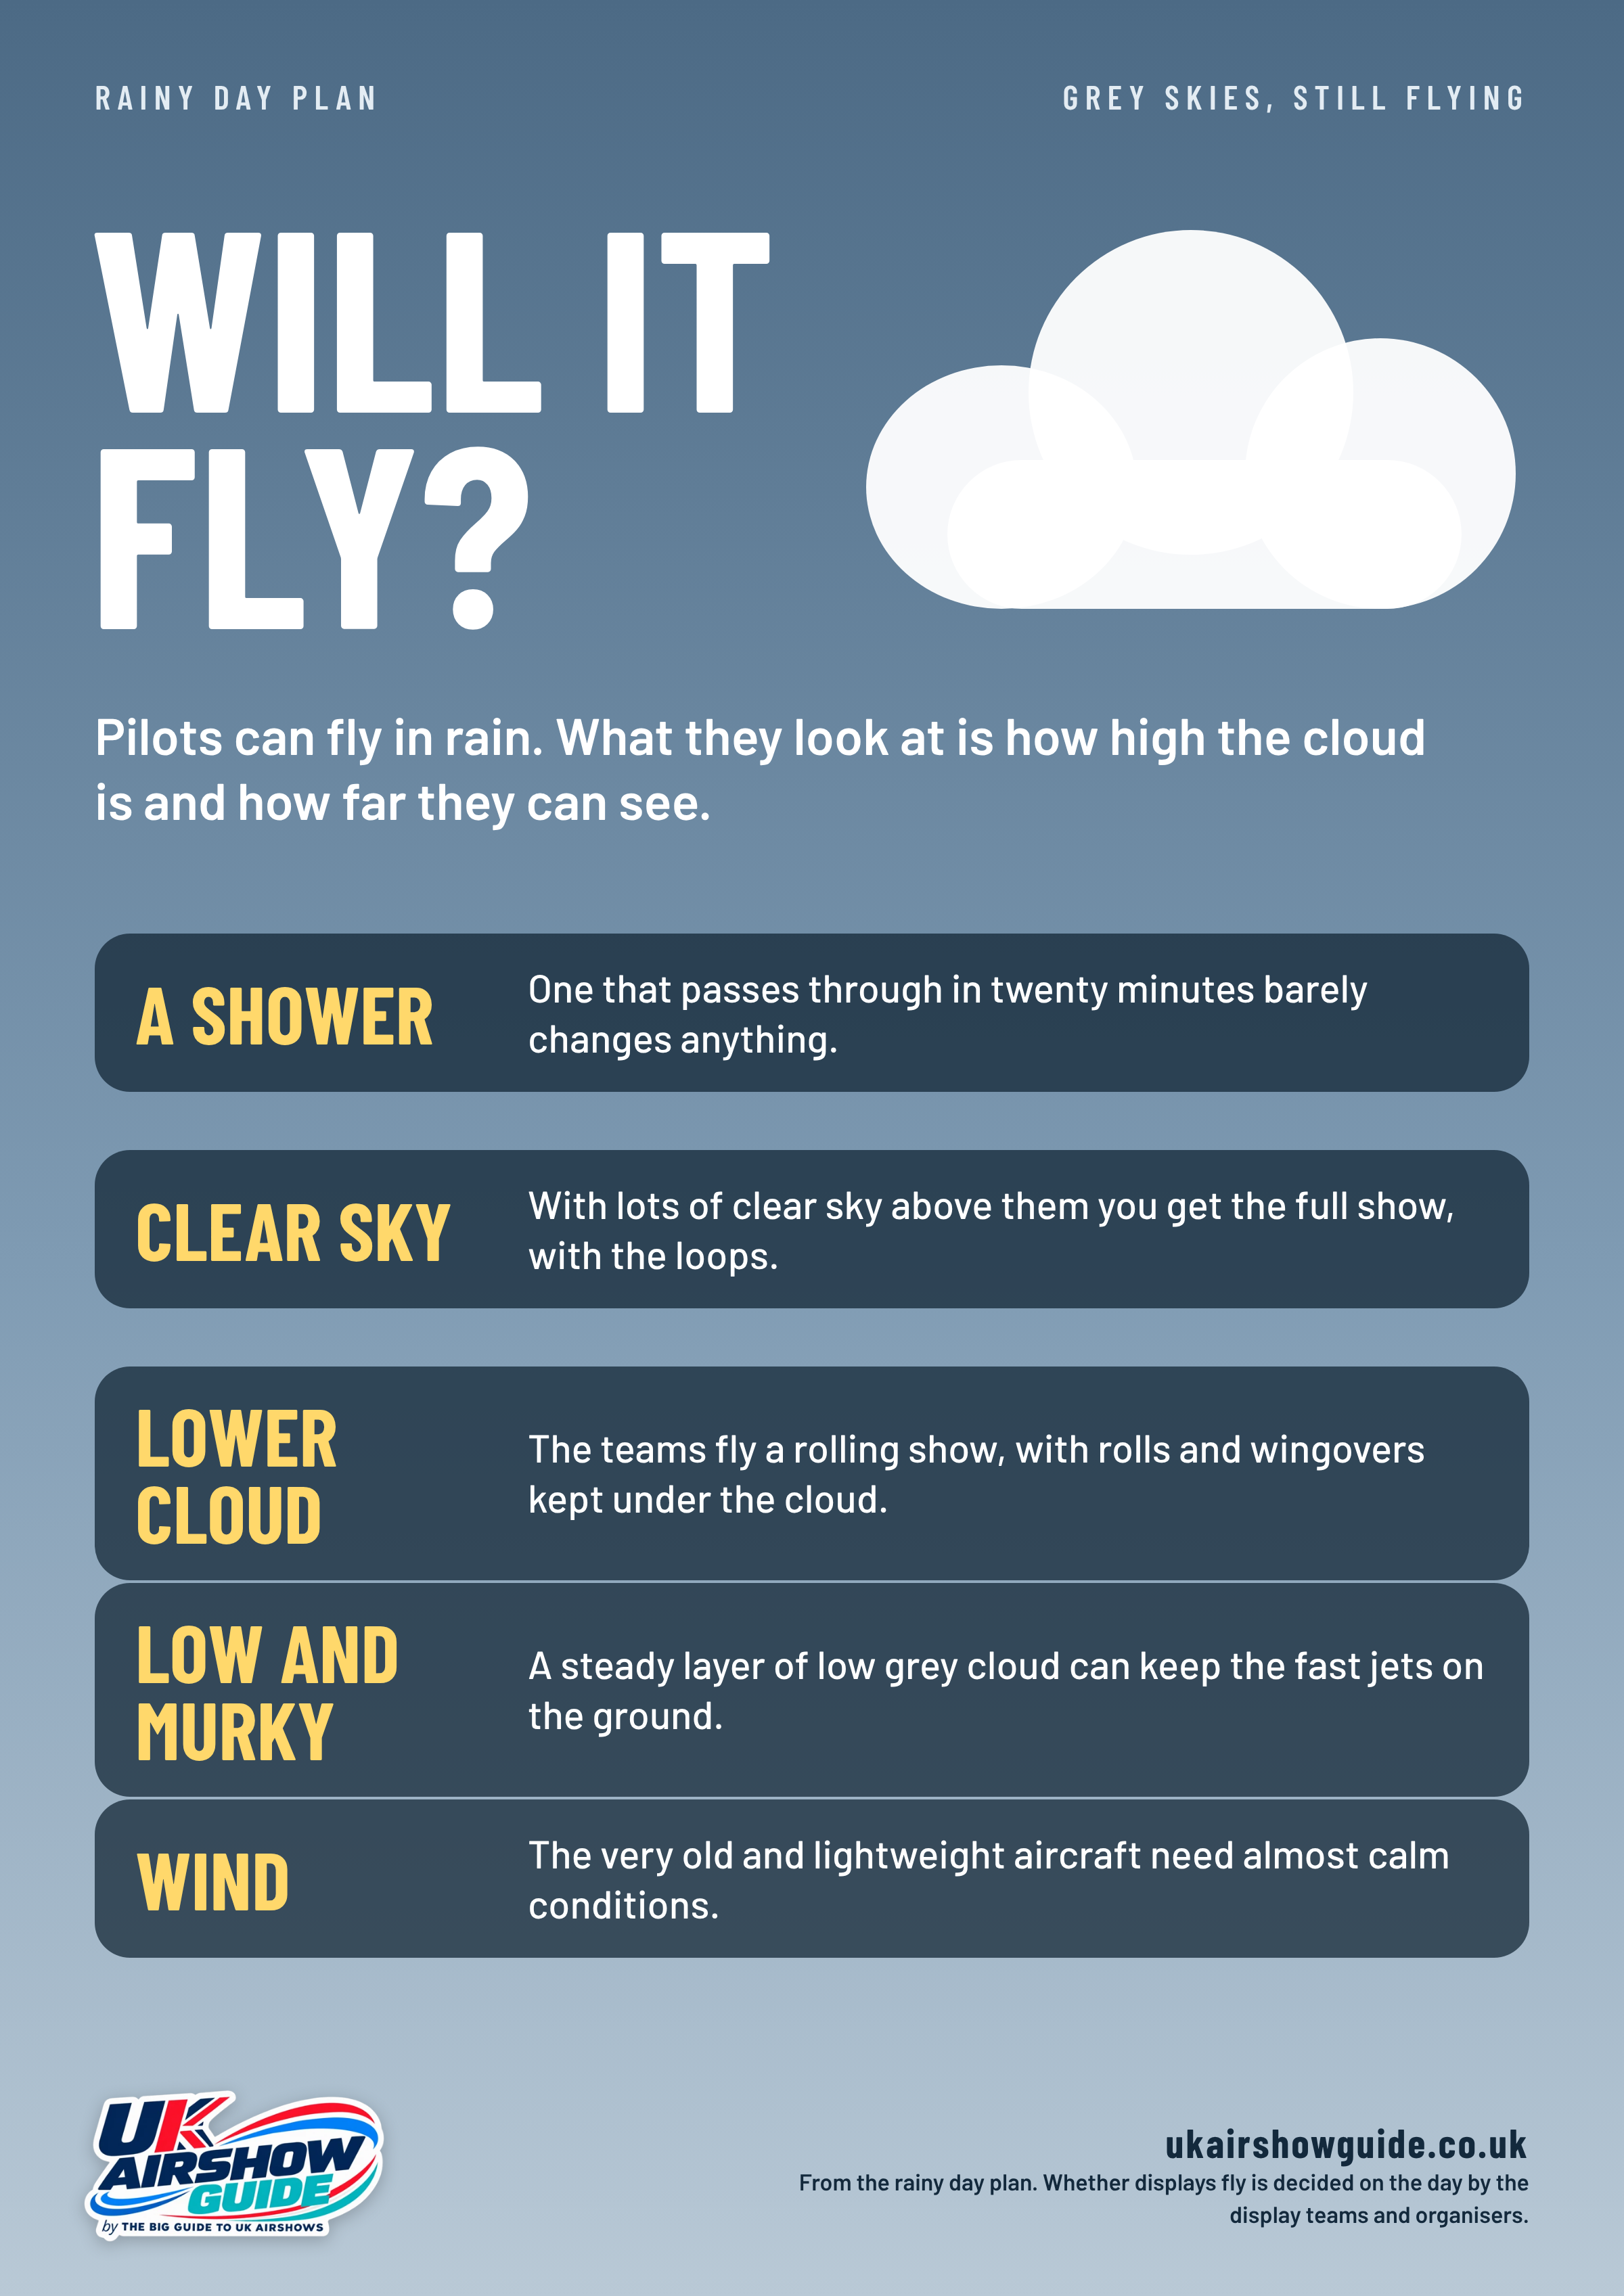 RAINY DAY PLAN
GREY SKIES, STILL FLYING
WILL IT
FLY?
Pilots can fly in rain. What they look at is how high the cloud
is and how far they can see.
A SHOWER
One that passes through in twenty minutes barely
changes anything.
CLEAR SKY
With lots of clear sky above them you get the full show,
with the loops.
LOWER
CLOUD
The teams fly a rolling show, with rolls and wingovers
kept under the cloud.
LOW AND
MURKY
A steady layer of low grey cloud can keep the fast jets on
the ground.
WIND
The very old and lightweight aircraft need almost calm
conditions.
UK
AIRSHOW
GUIDE
by THE BIG GUIDE TO UK AIRSHOWS
ukairshowguide.co.uk
From the rainy day plan. Whether displays fly is decided on the day by the
display teams and organisers.